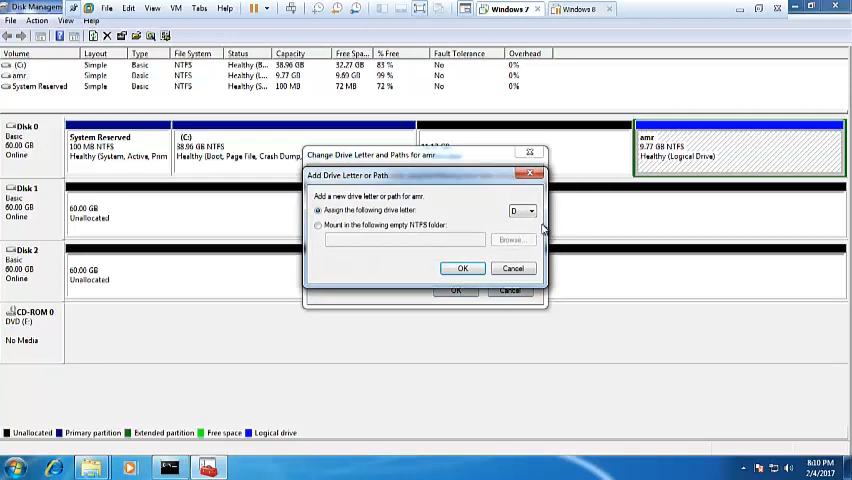 Disk Managem
File Edit View VM Tabs Help
Windows 7
Windows 8
File Action View Help
Volume Layout Type File System Status Capacity Free Spa... % Free Fault Tolerance Overhead
(C:) Simple Basic NTFS Healthy (B... 38.96 GB 32.27 GB 83 % No 0%
amr Simple Basic NTFS Healthy (L... 9.77 GB 9.69 GB 99 % No 0%
System Reserved Simple Basic NTFS Healthy (S... 100 MB 72 MB 72 % No 0%
Disk 0
Basic
60.00 GB
Online
System Reserved
100 MB NTFS
Healthy (System, Active, Prim
(C:)
38.96 GB NTFS
Healthy (Boot, Page File, Crash Dump,
amr
9.77 GB NTFS
Healthy (Logical Drive)
Change Drive Letter and Paths for amr
Add Drive Letter or Path
Add a new drive letter or path for amr.
Assign the following drive letter:
D
Mount in the following empty NTFS folder:
Browse...
OK Cancel
OK Cancel
Disk 1
Basic
60.00 GB
Online
60.00 GB
Unallocated
Disk 2
Basic
60.00 GB
Online
60.00 GB
Unallocated
CD-ROM 0
DVD (E:)
No Media
Unallocated Primary partition Extended partition Free space Logical drive
8:10 PM
2/4/2017